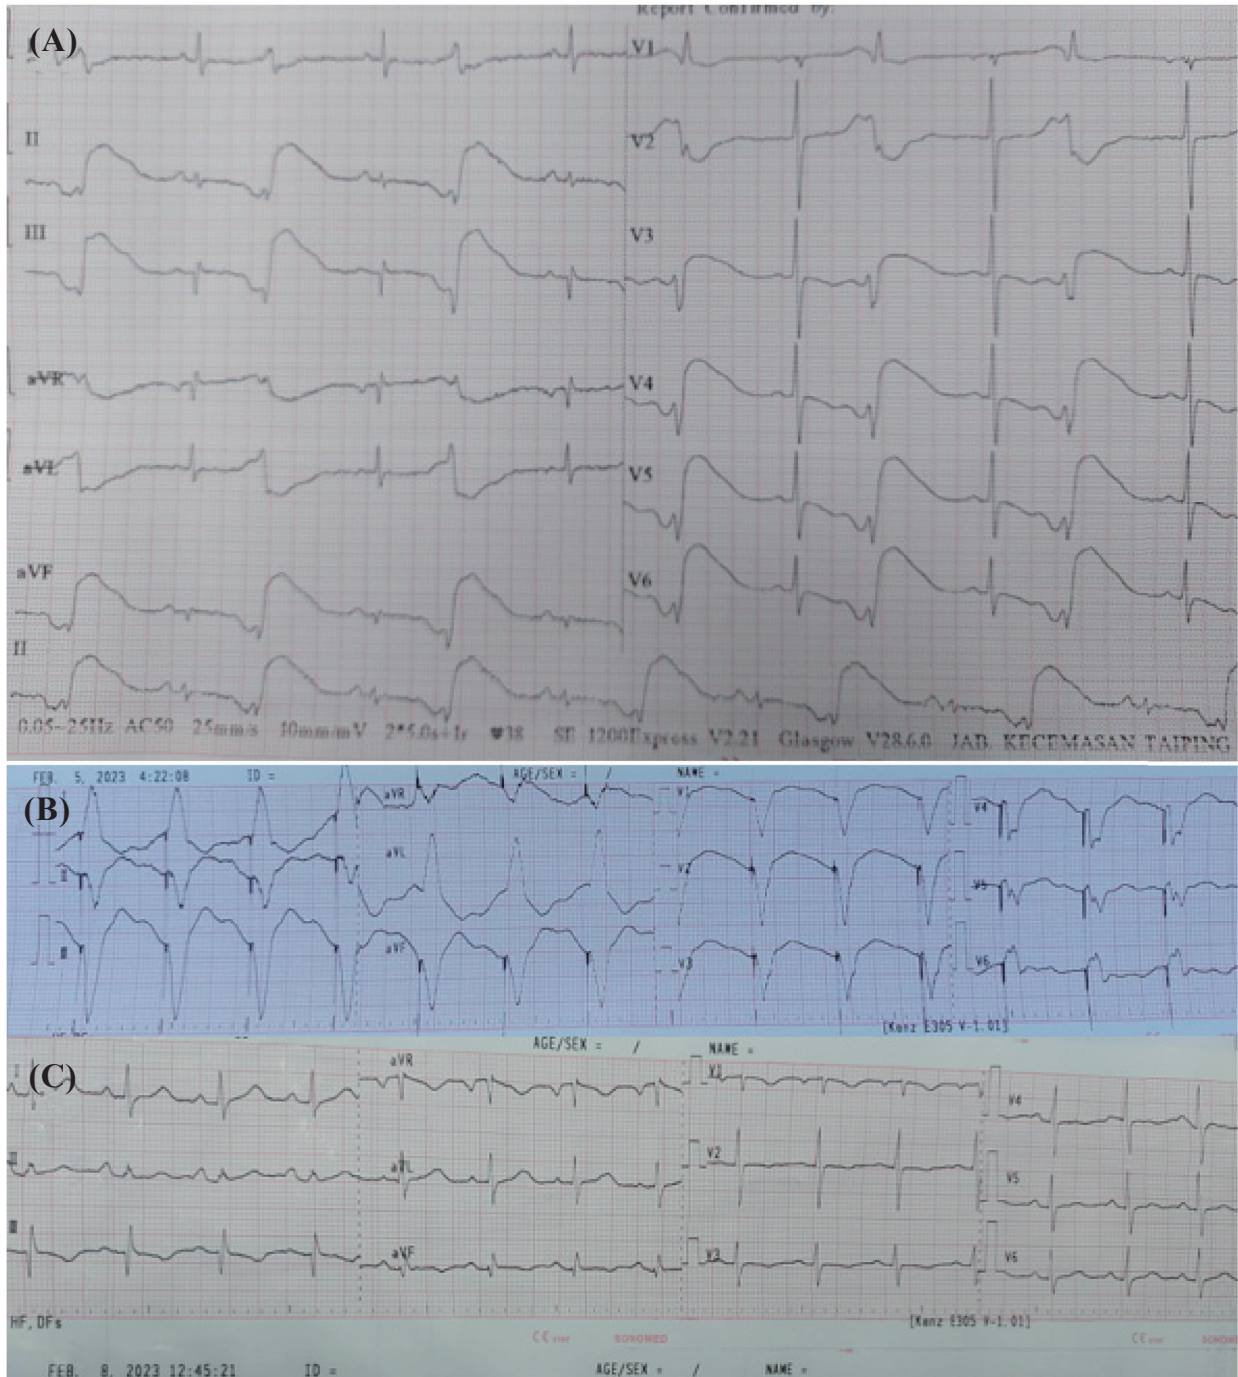 Report Confirmed by:
(A)
V1
II
V2
III
V3
aVR
V4
aVL
V5
aVF
V6
II
0.05~25Hz AC50 25mm/s 10mm/mV 2*5.0s+1r ♥38 SE 1200Express V2.21 Glasgow V28.6.0 JAB. KECEMASAN TAIPING
FEB. 5, 2023 4:22:08 ID = AGE/SEX = / NAME =
(B)
I
aVR
V1
V4
II
aVL
V2
V5
III
aVF
V3
V6
[Kenz E305 V-1.01]
AGE/SEX = / NAME =
(C)
I
aVR
V1
V4
II
aVL
V2
V5
III
aVF
V3
V6
HF, DFs
[Kenz E305 V-1.01]
CE SONOMED CE
FEB. 8, 2023 12:45:21 ID = AGE/SEX = / NAME =